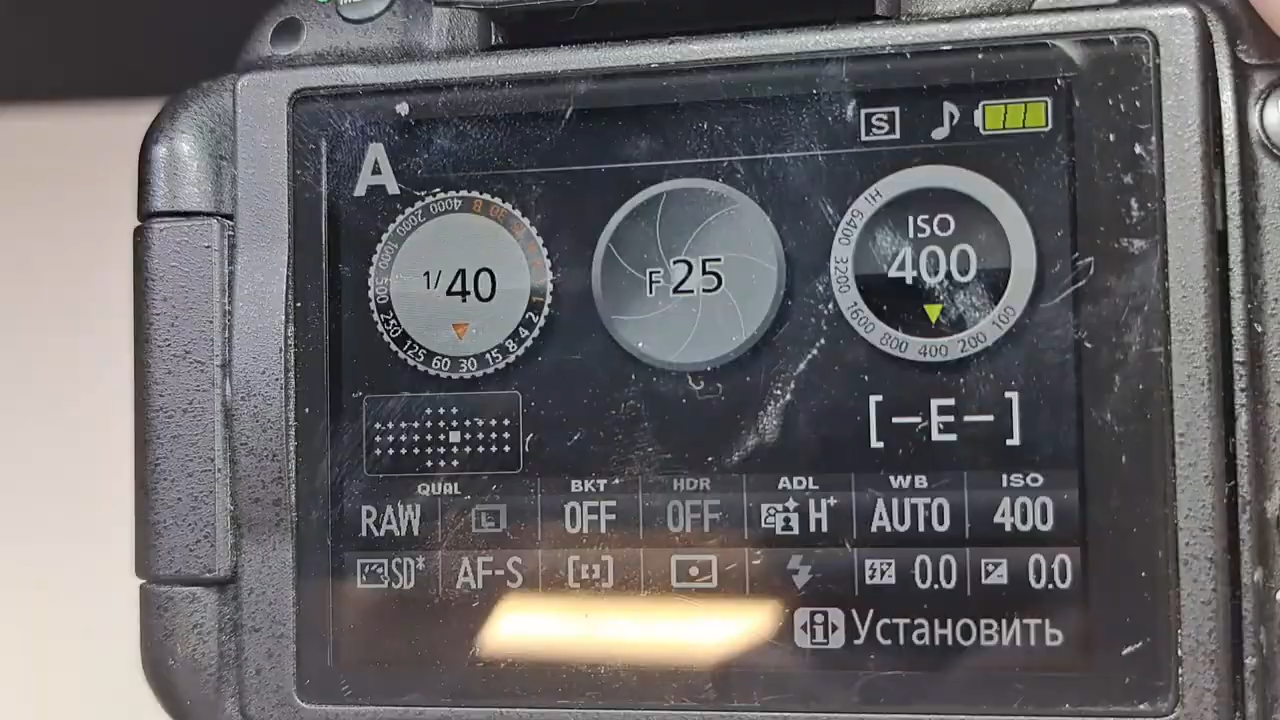 S
A
4000 2000 1000 500 250 125 60 30 15 8 4 2 1 30 B
1/40
F25
HI 6400 3200 1600 800 400 200 100
ISO
400
[-E-]
QUAL BKT HDR ADL WB ISO
RAW L OFF OFF H+ AUTO 400
SD* AF-S 0.0 0.0
i Установить